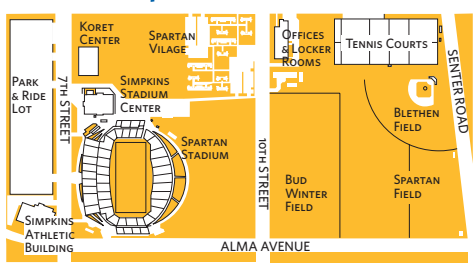 Koret
Center
Spartan
Vilage
Offices
& Locker
Rooms
Tennis Courts
Senter Road
Park
& Ride
Lot
7th Street
Simpkins
Stadium
Center
Blethen
Field
Spartan
Stadium
10th Street
Bud
Winter
Field
Spartan
Field
Simpkins
Athletic
Building
Alma Avenue